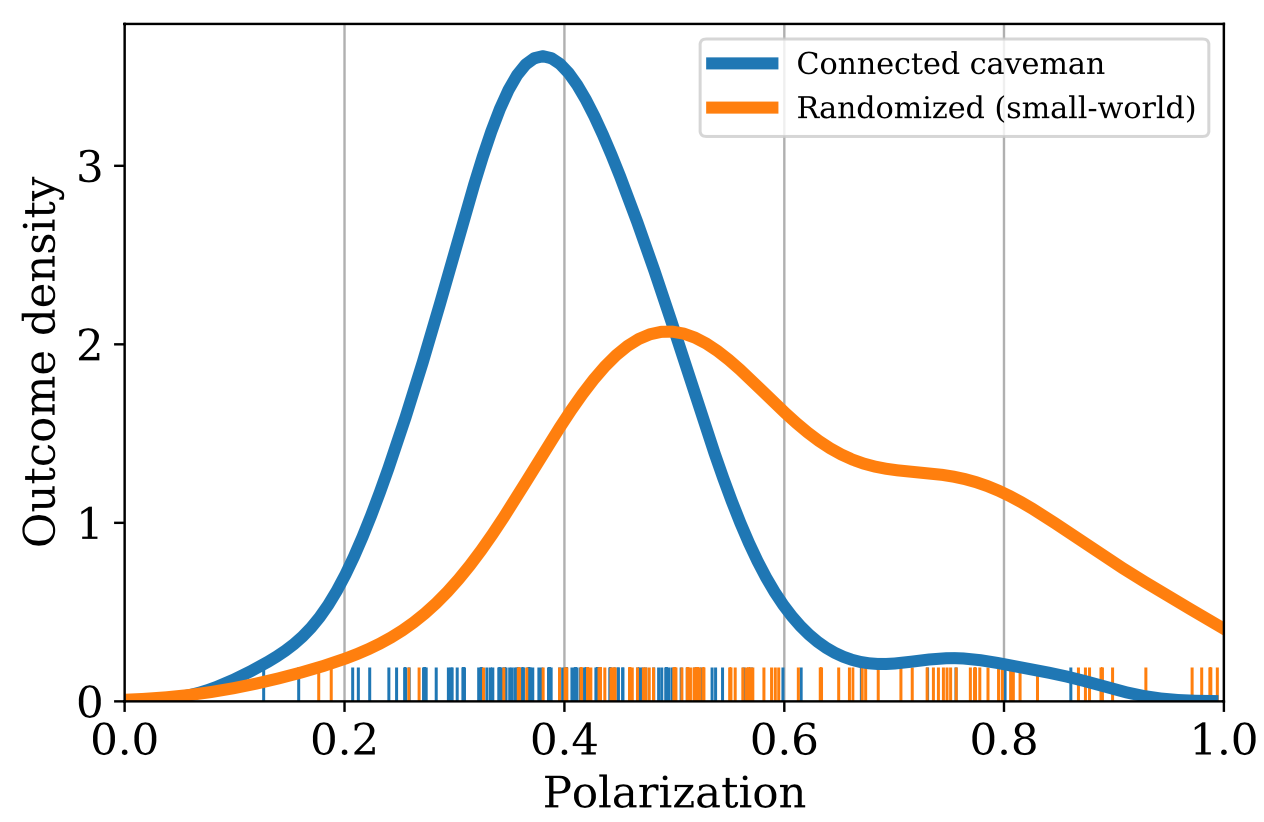 Connected caveman
Randomized (small-world)
Outcome density
3
2
1
0
0.0 0.2 0.4 0.6 0.8 1.0
Polarization